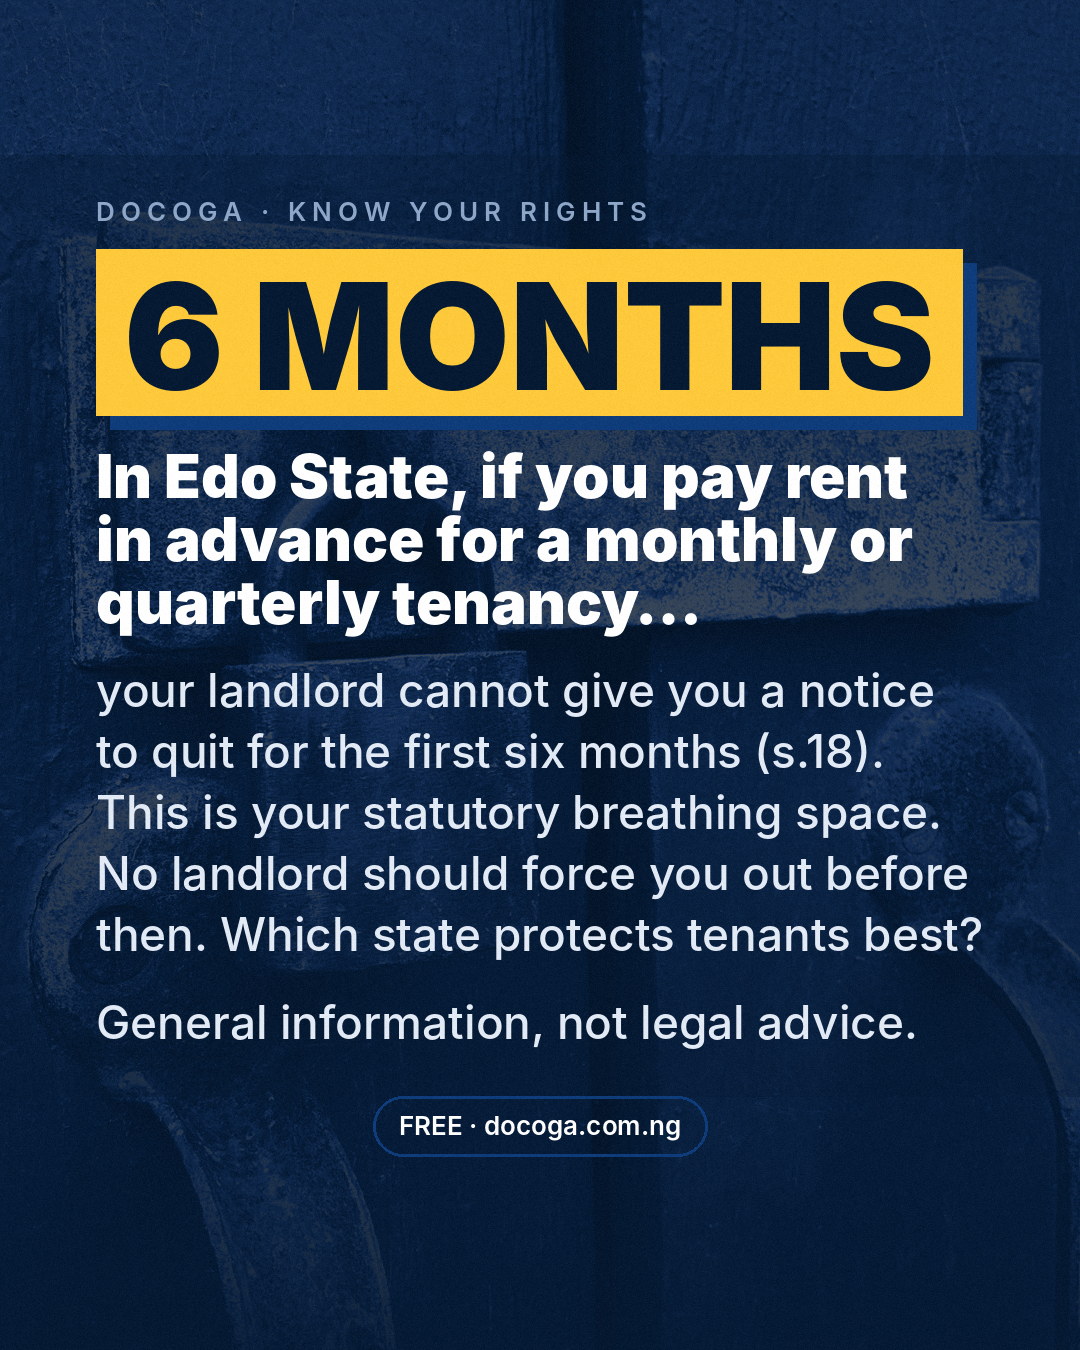 DOCOGA · KNOW YOUR RIGHTS
6 MONTHS
In Edo State, if you pay rent
in advance for a monthly or
quarterly tenancy...
your landlord cannot give you a notice
to quit for the first six months (s.18).
This is your statutory breathing space.
No landlord should force you out before
then. Which state protects tenants best?
General information, not legal advice.
FREE · docoga.com.ng